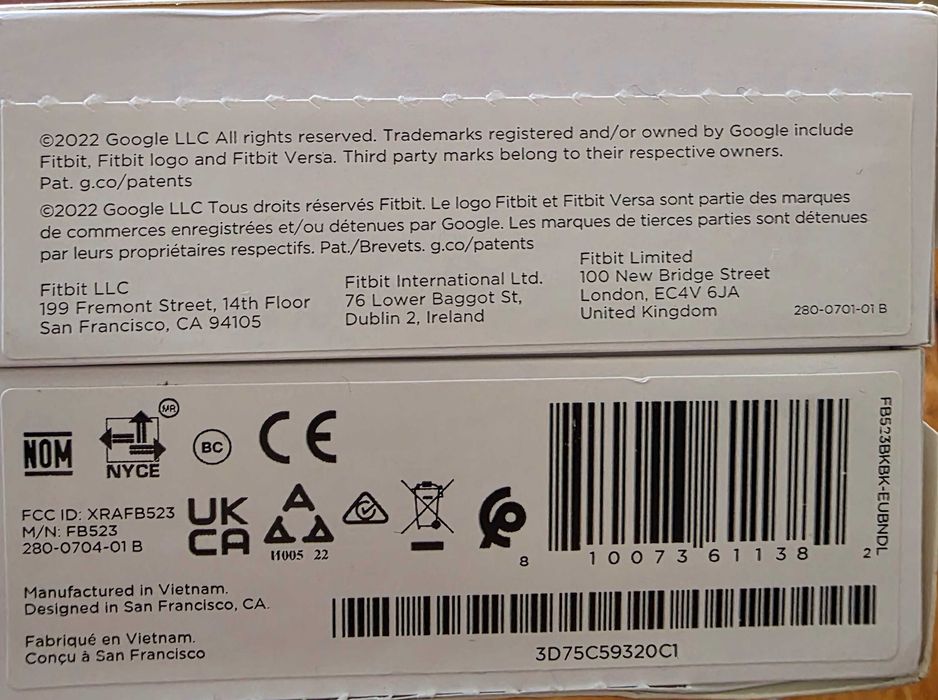 ©2022 Google LLC All rights reserved. Trademarks registered and/or owned by Google include
Fitbit, Fitbit logo and Fitbit Versa. Third party marks belong to their respective owners.
Pat. g.co/patents
©2022 Google LLC Tous droits réservés Fitbit. Le logo Fitbit et Fitbit Versa sont partie des marques
de commerces enregistrées et/ou détenues par Google. Les marques de tierces parties sont détenues
par leurs propriétaires respectifs. Pat./Brevets. g.co/patents
Fitbit LLC
199 Fremont Street, 14th Floor
San Francisco, CA 94105
Fitbit International Ltd.
76 Lower Baggot St,
Dublin 2, Ireland
Fitbit Limited
100 New Bridge Street
London, EC4V 6JA
United Kingdom
280-0701-01 B
NOM
NYCE
MR
BC
CE
FCC ID: XRAFB523
M/N: FB523
280-0704-01 B
UK
CA
A
И005 22
Manufactured in Vietnam.
Designed in San Francisco, CA.
Fabriqué en Vietnam.
Conçu à San Francisco
8 10073 61138 2
FB523BKBK-EUBNDL
3D75C59320C1